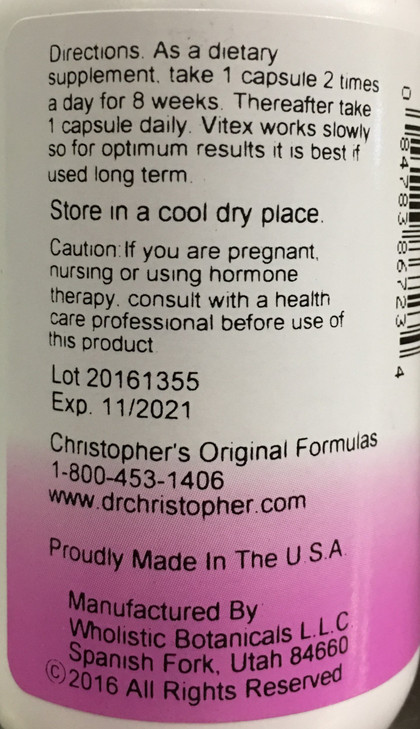 Directions. As a dietary
supplement, take 1 capsule 2 times
a day for 8 weeks. Thereafter take
1 capsule daily. Vitex works slowly
so for optimum results it is best if
used long term.
Store in a cool dry place.
Caution: If you are pregnant,
nursing or using hormone
therapy, consult with a health
care professional before use of
this product.
Lot 20161355
Exp. 11/2021
Christopher's Original Formulas
1-800-453-1406
www.drchristopher.com
Proudly Made In The U.S.A.
Manufactured By
Wholistic Botanicals L.L.C.
Spanish Fork, Utah 84660
©2016 All Rights Reserved
0 84783 86723 4